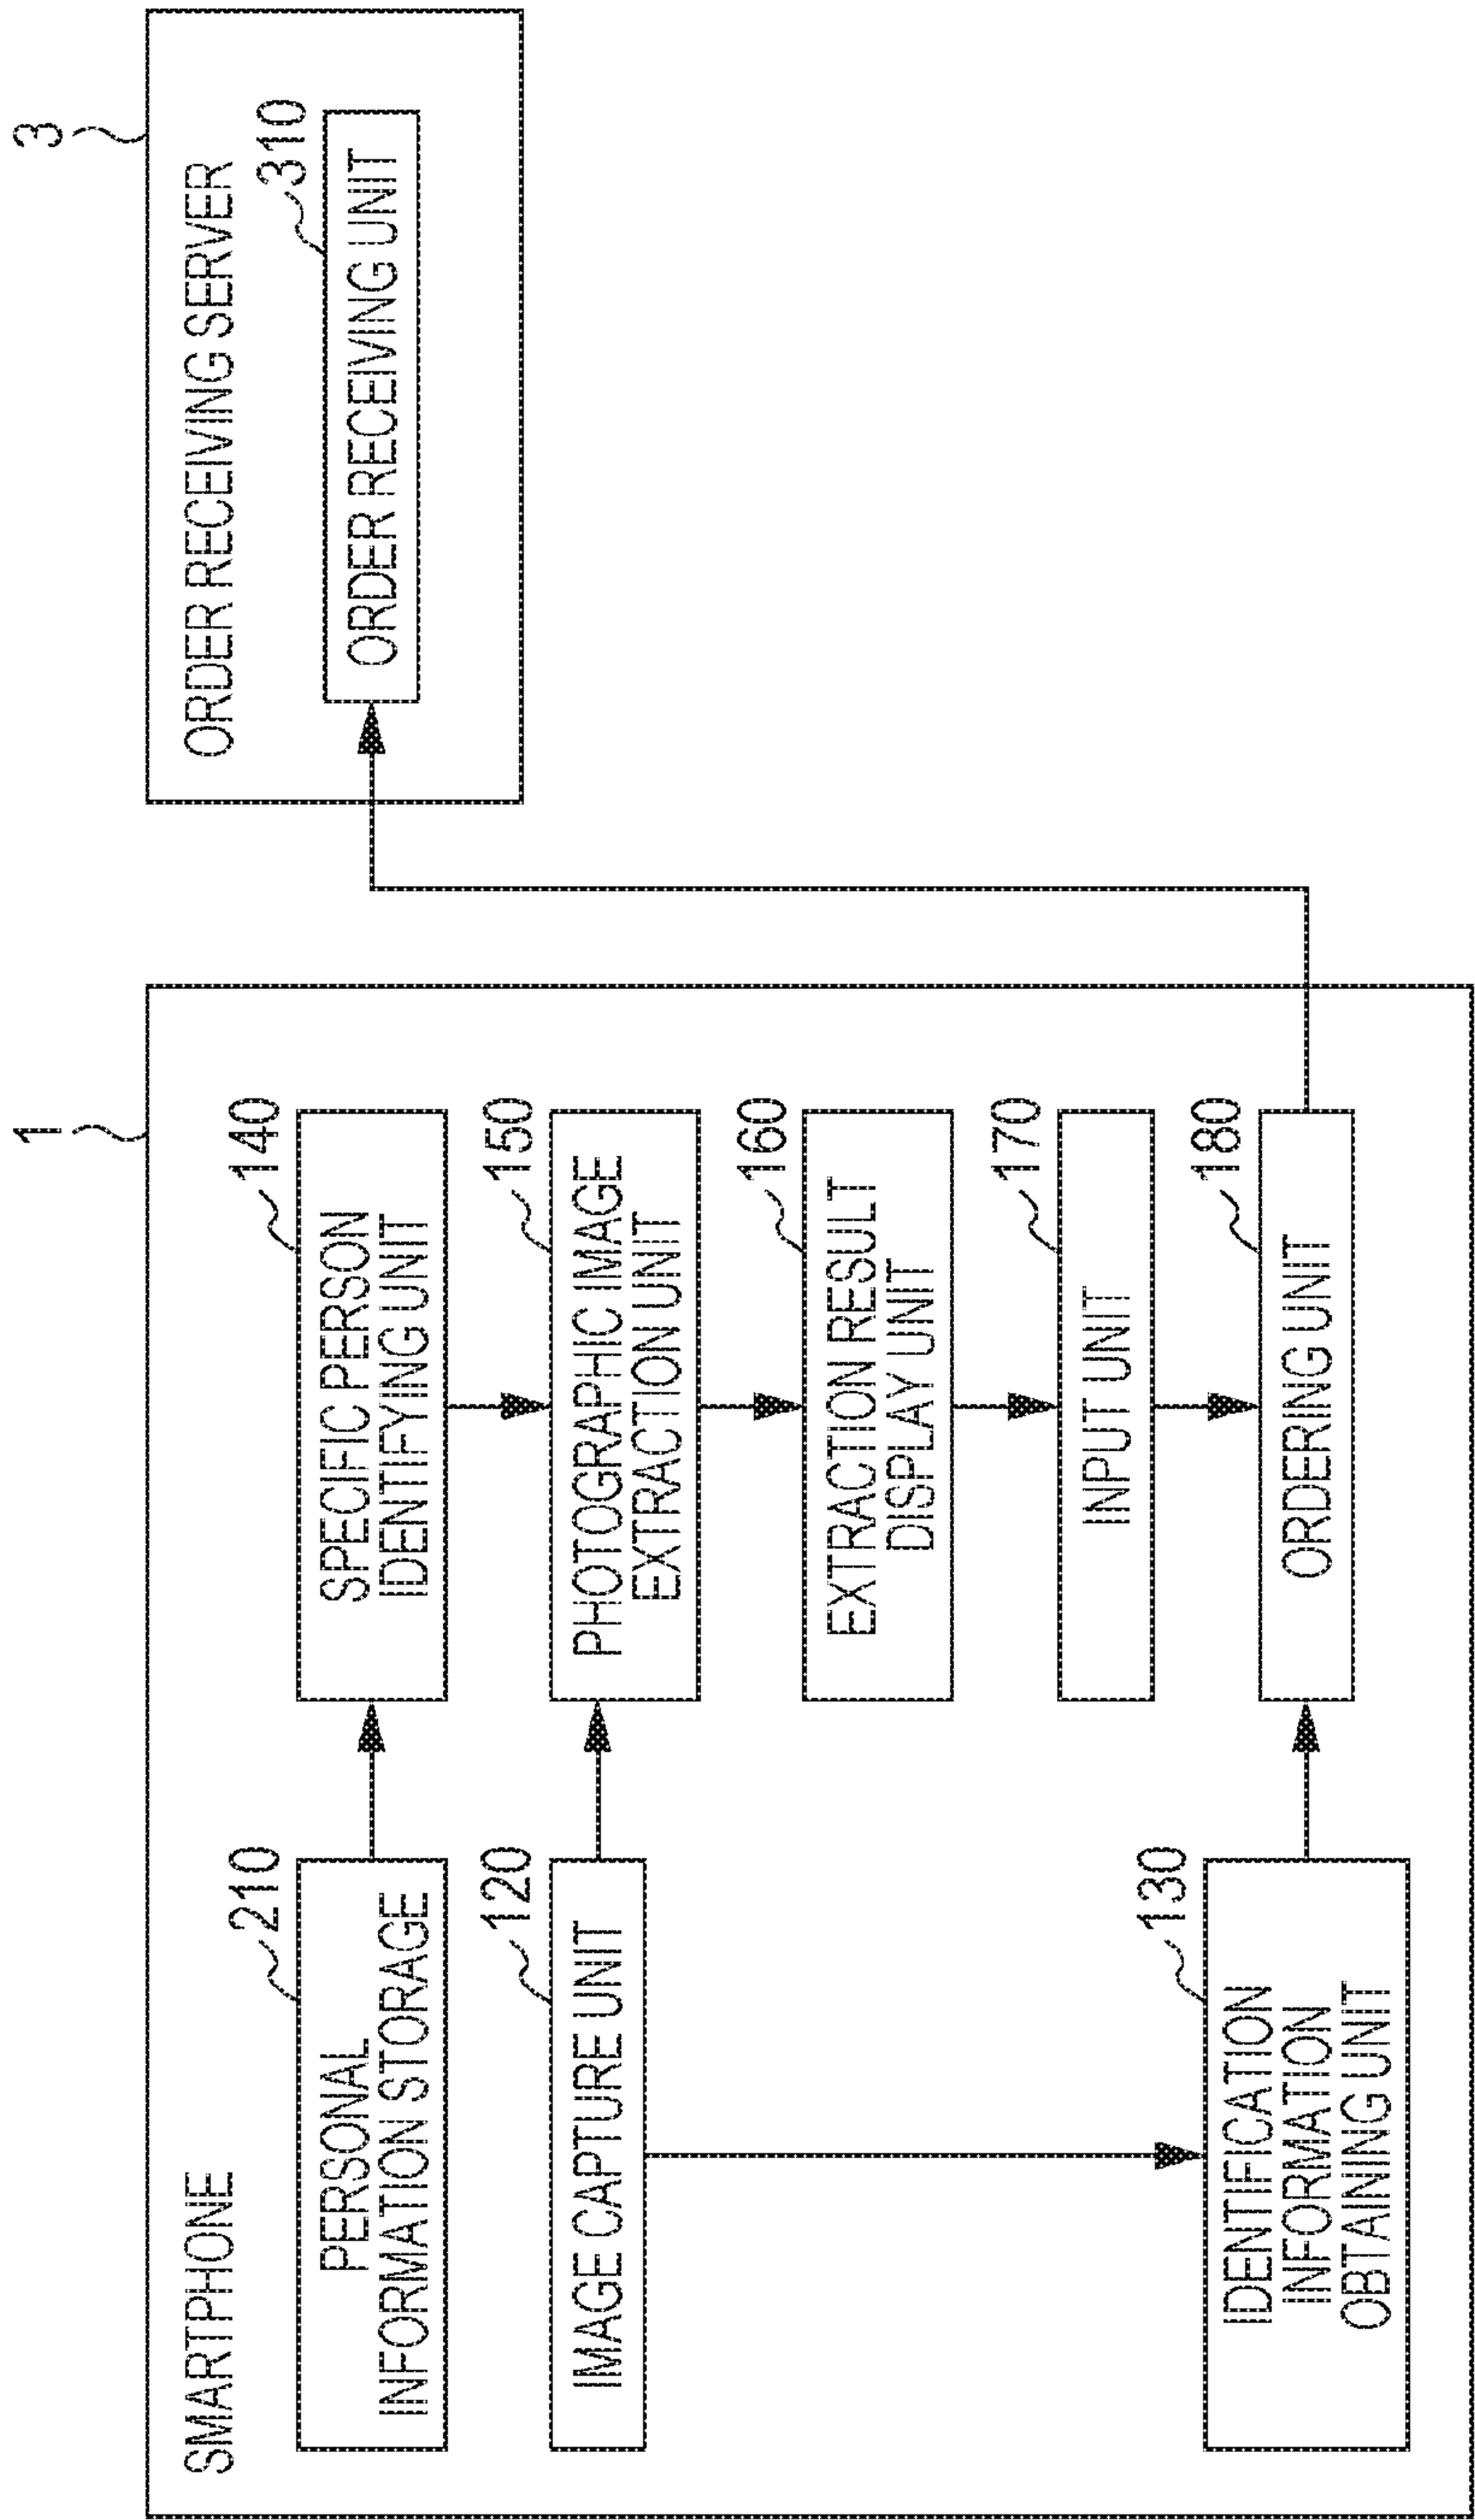 1
SMARTPHONE
210
PERSONAL
INFORMATION STORAGE
140
SPECIFIC PERSON
IDENTIFYING UNIT
120
IMAGE CAPTURE UNIT
150
PHOTOGRAPHIC IMAGE
EXTRACTION UNIT
160
EXTRACTION RESULT
DISPLAY UNIT
170
INPUT UNIT
130
IDENTIFICATION
INFORMATION
OBTAINING UNIT
180
ORDERING UNIT
3
ORDER RECEIVING SERVER
310
ORDER RECEIVING UNIT